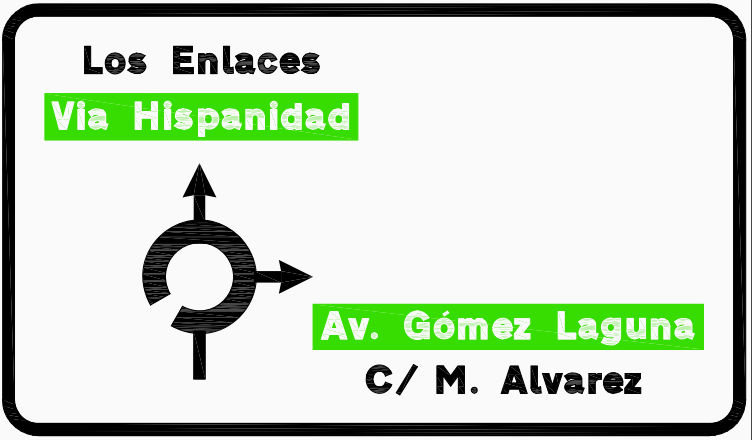 Los Enlaces
Via Hispanidad
Av. Gómez Laguna
C/ M. Alvarez